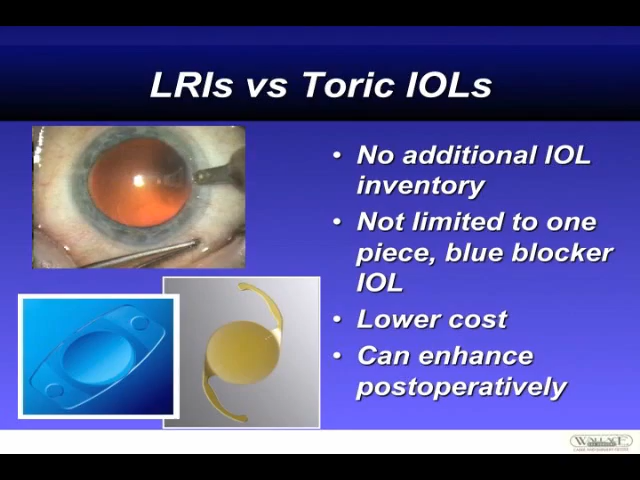 LRIs vs Toric IOLs
• No additional IOL
inventory
• Not limited to one
piece, blue blocker
IOL
• Lower cost
• Can enhance
postoperatively
WALLACE